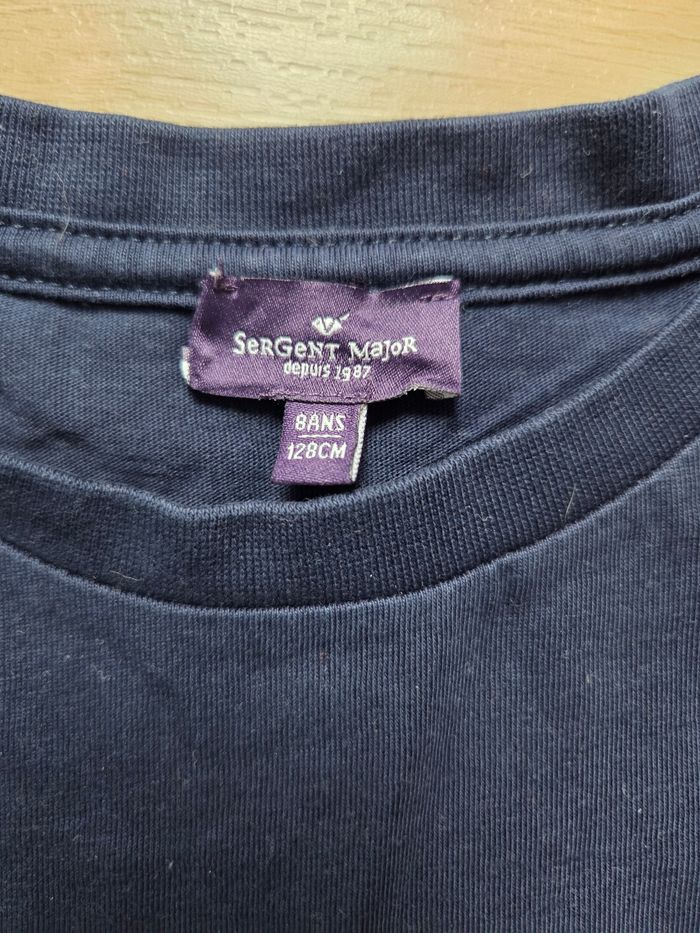 SeRGeNT MaJoR
depuis 1987
8ANS
128CM